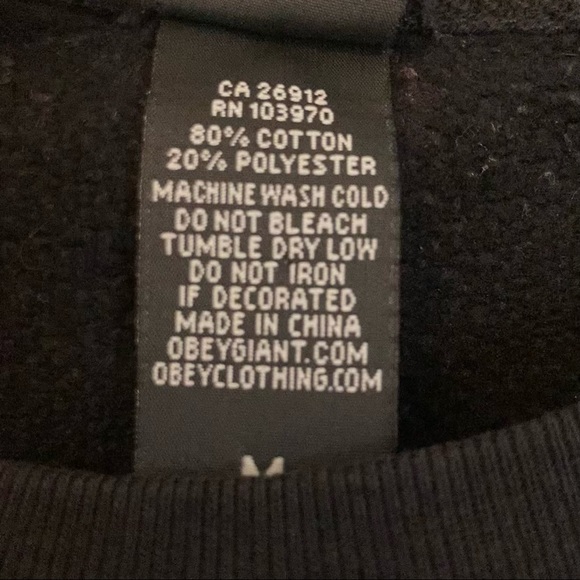 CA 26912
RN 103970
80% COTTON
20% POLYESTER
MACHINE WASH COLD
DO NOT BLEACH
TUMBLE DRY LOW
DO NOT IRON
IF DECORATED
MADE IN CHINA
OBEYGIANT.COM
OBEYCLOTHING.COM
M